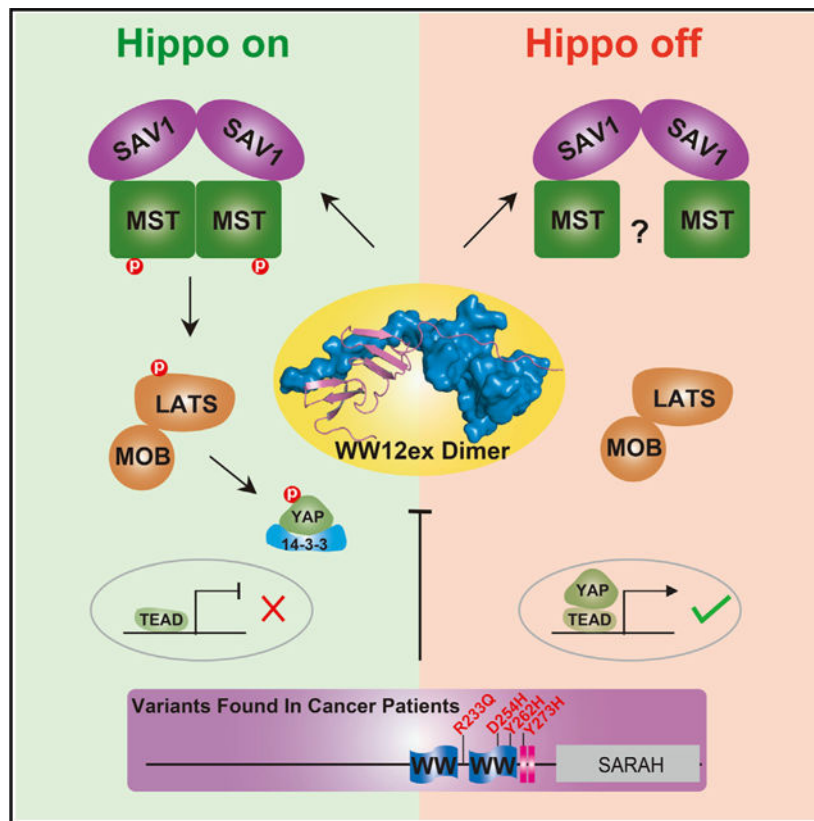 Hippo on
Hippo off
SAV1
SAV1
MST
MST
P
P
P
LATS
MOB
P
YAP
14-3-3
TEAD
SAV1
SAV1
MST
?
MST
LATS
MOB
YAP
TEAD
WW12ex Dimer
Variants Found In Cancer Patients
R233Q
D254H
Y262H
Y273H
WW
WW
SARAH